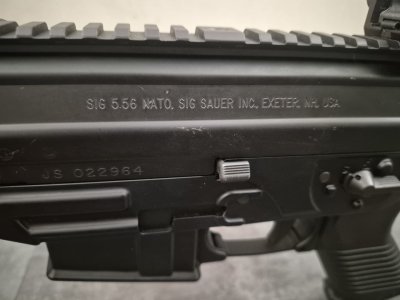 SIG 5.56 NATO, SIG SAUER INC., EXETER, NH, USA
JS 022964